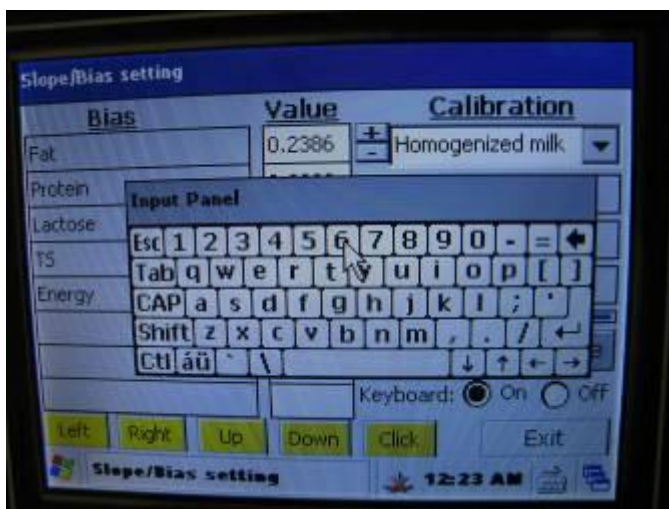 Slope/Bias setting
Bias Value Calibration
Fat 0.2386 + - Homogenized milk
Protein
Input Panel
Lactose
Esc 1 2 3 4 5 6 7 8 9 0 - =
TS
Tab q w e r t y u i o p [ ]
Energy
CAP a s d f g h j k l ; '
Shift z x c v b n m , . /
Ctl áü ` \
Keyboard: On Off
Left Right Up Down Click Exit
Slope/Bias setting 12:23 AM